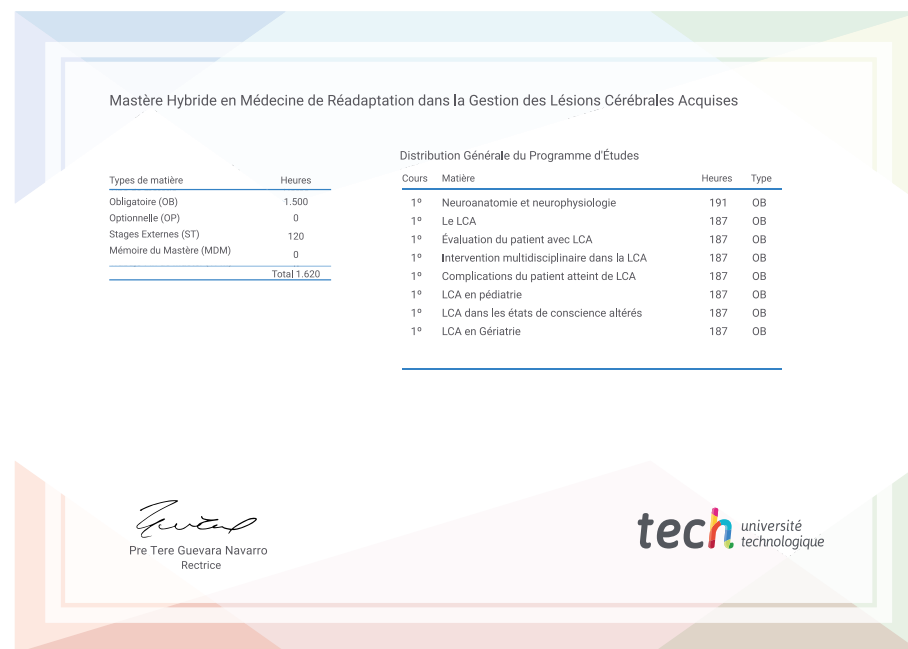 Mastère Hybride en Médecine de Réadaptation dans la Gestion des Lésions Cérébrales Acquises
Types de matière Heures
Obligatoire (OB) 1.500
Optionnelle (OP) 0
Stages Externes (ST) 120
Mémoire du Mastère (MDM) 0
Total 1.620
Distribution Générale du Programme d'Études
Cours Matière Heures Type
1º Neuroanatomie et neurophysiologie 191 OB
1º Le LCA 187 OB
1º Évaluation du patient avec LCA 187 OB
1º Intervention multidisciplinaire dans la LCA 187 OB
1º Complications du patient atteint de LCA 187 OB
1º LCA en pédiatrie 187 OB
1º LCA dans les états de conscience altérés 187 OB
1º LCA en Gériatrie 187 OB
Pre Tere Guevara Navarro
Rectrice
tech université
technologique